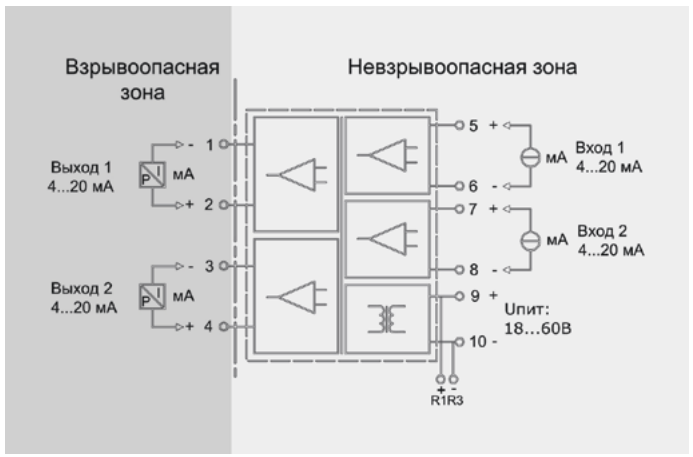 Взрывоопасная
зона
Невзрывоопасная зона
Выход 1
4...20 мА
P I
мА
- 1
+ 2
5 +
6 -
мА
Вход 1
4...20 мА
Выход 2
4...20 мА
P I
мА
- 3
+ 4
7 +
8 -
мА
Вход 2
4...20 мА
9 +
10 -
Uпит:
18...60В
+ -
R1R3